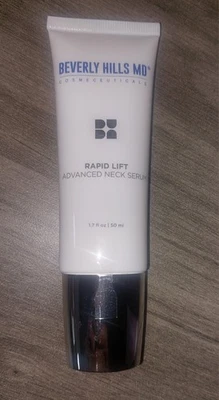 BEVERLY HILLS MD®
COSMECEUTICALS
RAPID LIFT
ADVANCED NECK SERUM
1.7 fl oz | 50 ml